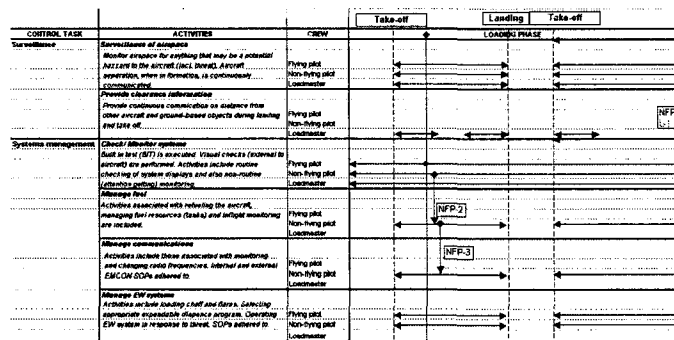 Take-off Landing Take-off
CONTROL TASK ACTIVITIES CREW LOADING PHASE
Surveillance Surveillance of airspace
Monitor airspace for anything that may be a potential
hazard to the aircraft (incl. threat). Aircraft Flying pilot
separation, when in formation, is continuously Non-flying pilot
communicated. Loadmaster
Provide clearance information
Provide continuous commication on distance from
other aircraft and ground-based objects during landing Flying pilot
and take off. Non-flying pilot
Loadmaster
NFP
Systems management Check/ Monitor systems
Built in test (BIT) is executed. Visual checks (external to
aircraft) are performed. Activities include routine Flying pilot
checking of system displays and also non-routine Non-flying pilot
(attention getting) monitoring. Loadmaster
Manage fuel
Activities associated with refueling the aircraft,
managing fuel resources (tasks) and inflight monitoring Flying pilot
are included. Non-flying pilot
Loadmaster
NFP-2
Manage communications
Activities include those associated with monitoring
and changing radio frequencies. Internal and external Flying pilot
EMCON SOPs adhered to. Non-flying pilot
Loadmaster
NFP-3
Manage EW systems
Activities include loading chaff and flares. Selecting
appropriate expendable dispence program. Operating Flying pilot
EW system in response to threat. SOPs adhered to. Non-flying pilot
Loadmaster